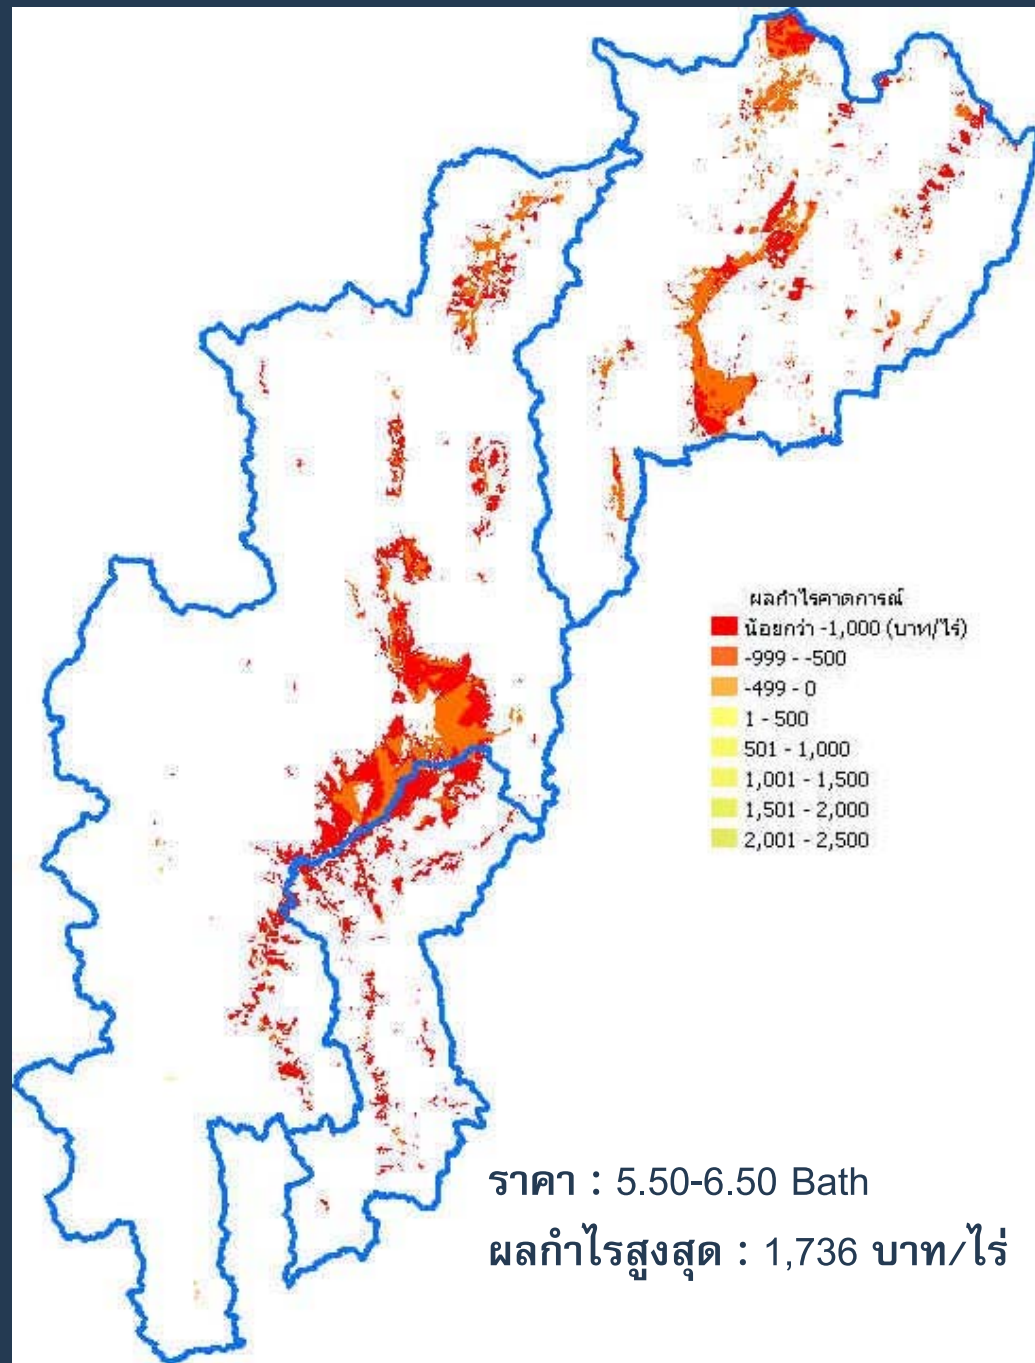 ผลกำไรคาดการณ์
น้อยกว่า -1,000 (บาท/ไร่)
-999 - -500
-499 - 0
1 - 500
501 - 1,000
1,001 - 1,500
1,501 - 2,000
2,001 - 2,500
ราคา : 5.50-6.50 Bath
ผลกำไรสูงสุด : 1,736 บาท/ไร่